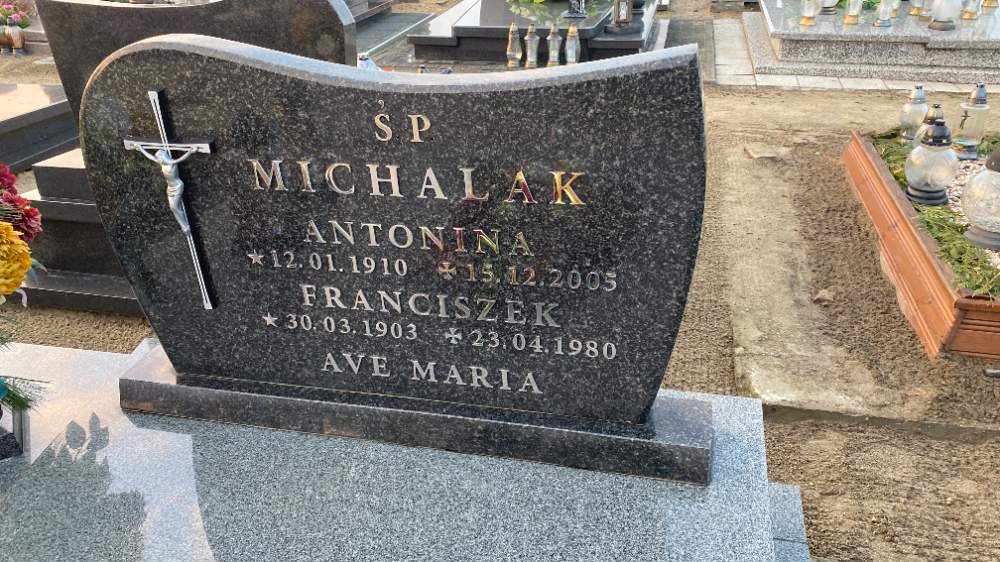 ŚP
MICHALAK
ANTONINA
★12.01.1910 ✠15.12.2005
FRANCISZEK
★30.03.1903 ✠23.04.1980
AVE MARIA